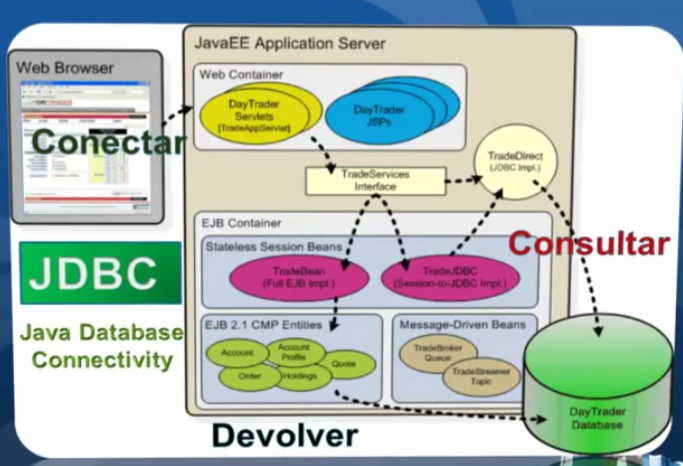 JavaEE Application Server
Web Browser
Web Container
DAYTRADER
DayTrader
Servlets
[TradeAppServlet]
DayTrader
JSPs
Conectar
TradeDirect
(JDBC Impl.)
TradeServices
Interface
EJB Container
Stateless Session Beans
Consultar
JDBC
TradeBean
(Full EJB Impl.)
TradeJDBC
(Session-to-JDBC Impl.)
Java Database
Connectivity
EJB 2.1 CMP Entities
Message-Driven Beans
Account
Account
Profile
Quote
Order
Holdings
TradeBroker
Queue
TradeStreamer
Topic
DayTrader
Database
Devolver